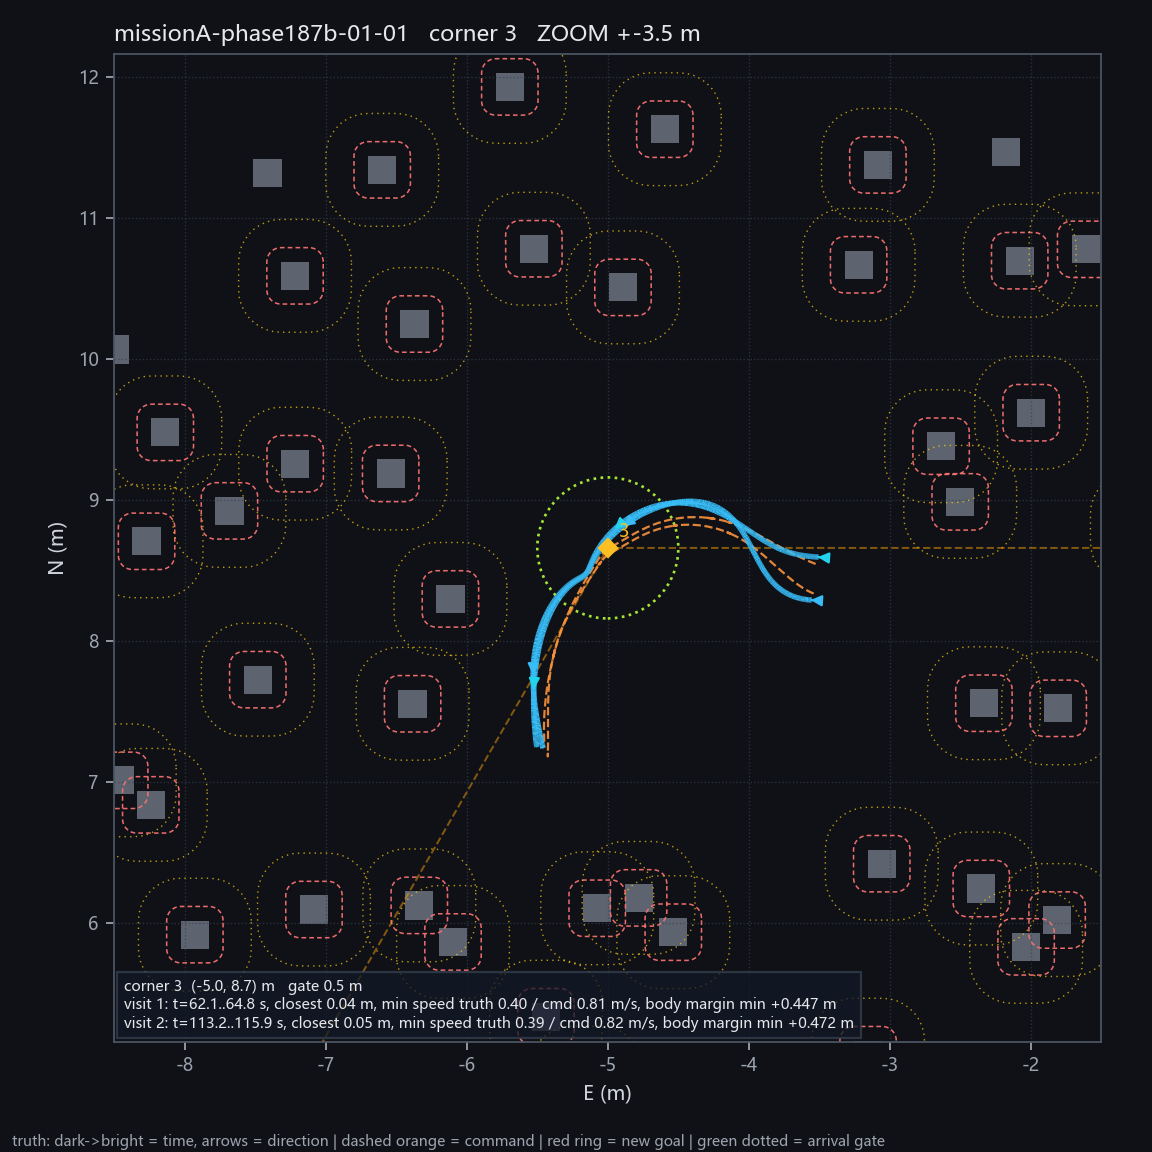 missionA-phase187b-01-01   corner 3   ZOOM +-3.5 m
12
11
10
9
8
7
6
N (m)
3
corner 3  (-5.0, 8.7) m   gate 0.5 m
visit 1: t=62.1..64.8 s, closest 0.04 m, min speed truth 0.40 / cmd 0.81 m/s, body margin min +0.447 m
visit 2: t=113.2..115.9 s, closest 0.05 m, min speed truth 0.39 / cmd 0.82 m/s, body margin min +0.472 m
-8 -7 -6 -5 -4 -3 -2
E (m)
truth: dark->bright = time, arrows = direction | dashed orange = command | red ring = new goal | green dotted = arrival gate